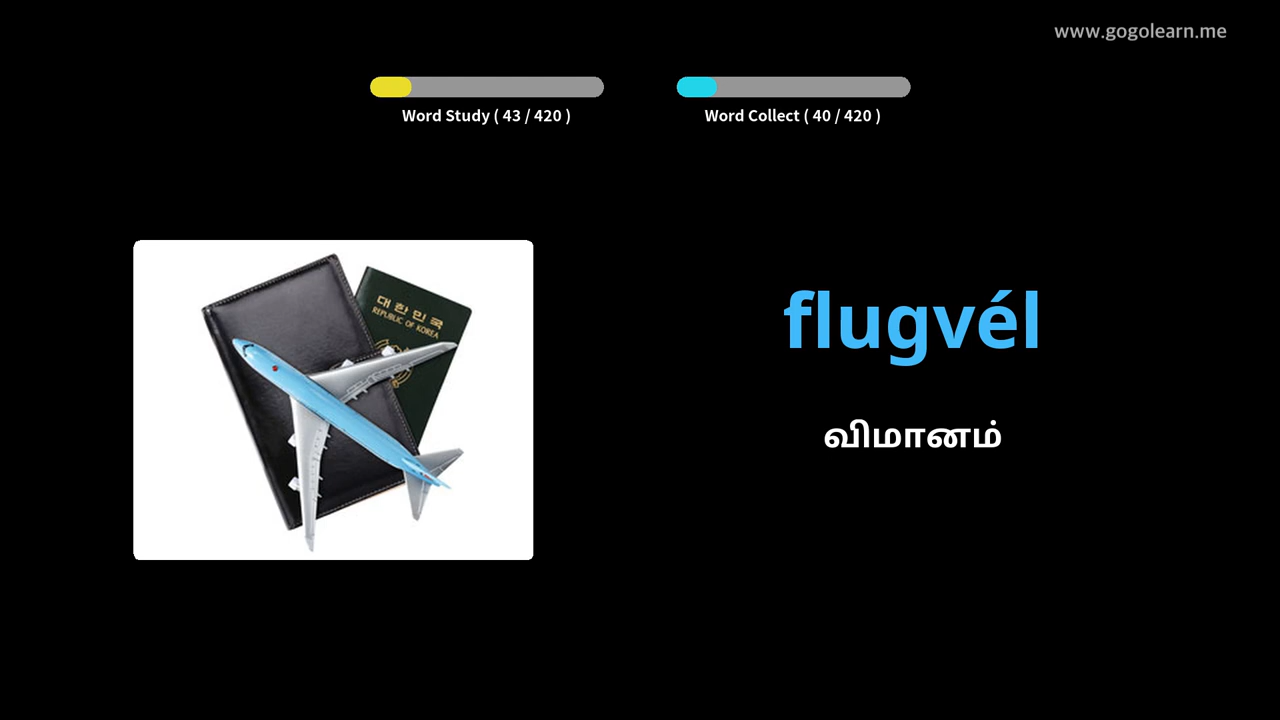 www.gogolearn.me
Word Study ( 43 / 420 )
Word Collect ( 40 / 420 )
대한민국
REPUBLIC OF KOREA
flugvél
விமானம்